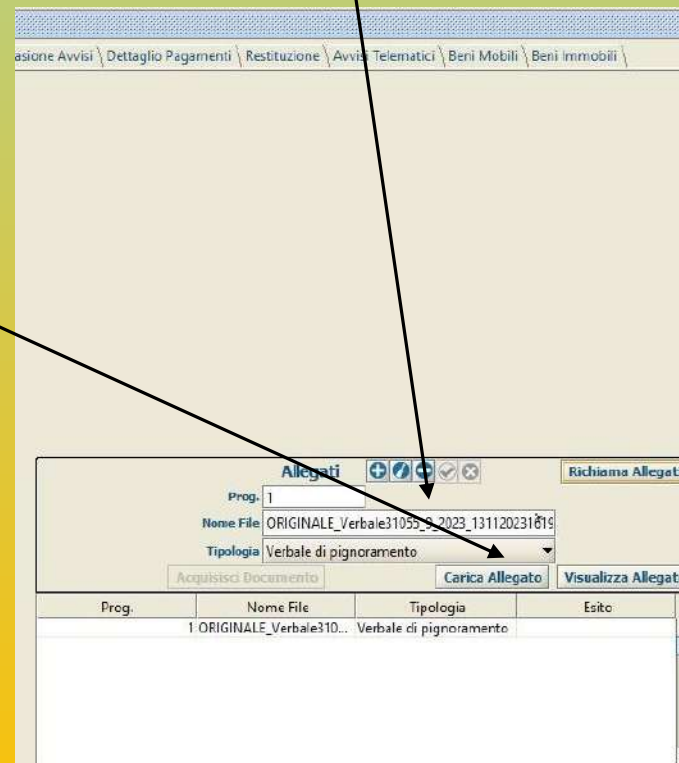 asione Avvisi \ Dettaglio Pagamenti \ Restituzione \ Avvisi Telematici \ Beni Mobili \ Beni Immobili \
Allegati Richiama Allegat
Prog. 1
Nome File ORIGINALE_Verbale31055_9_2023_131120231619
Tipologia Verbale di pignoramento
Acquisisci Documento Carica Allegato Visualizza Allegat
Prog. Nome File Tipologia Esito
1 ORIGINALE_Verbale310... Verbale di pignoramento